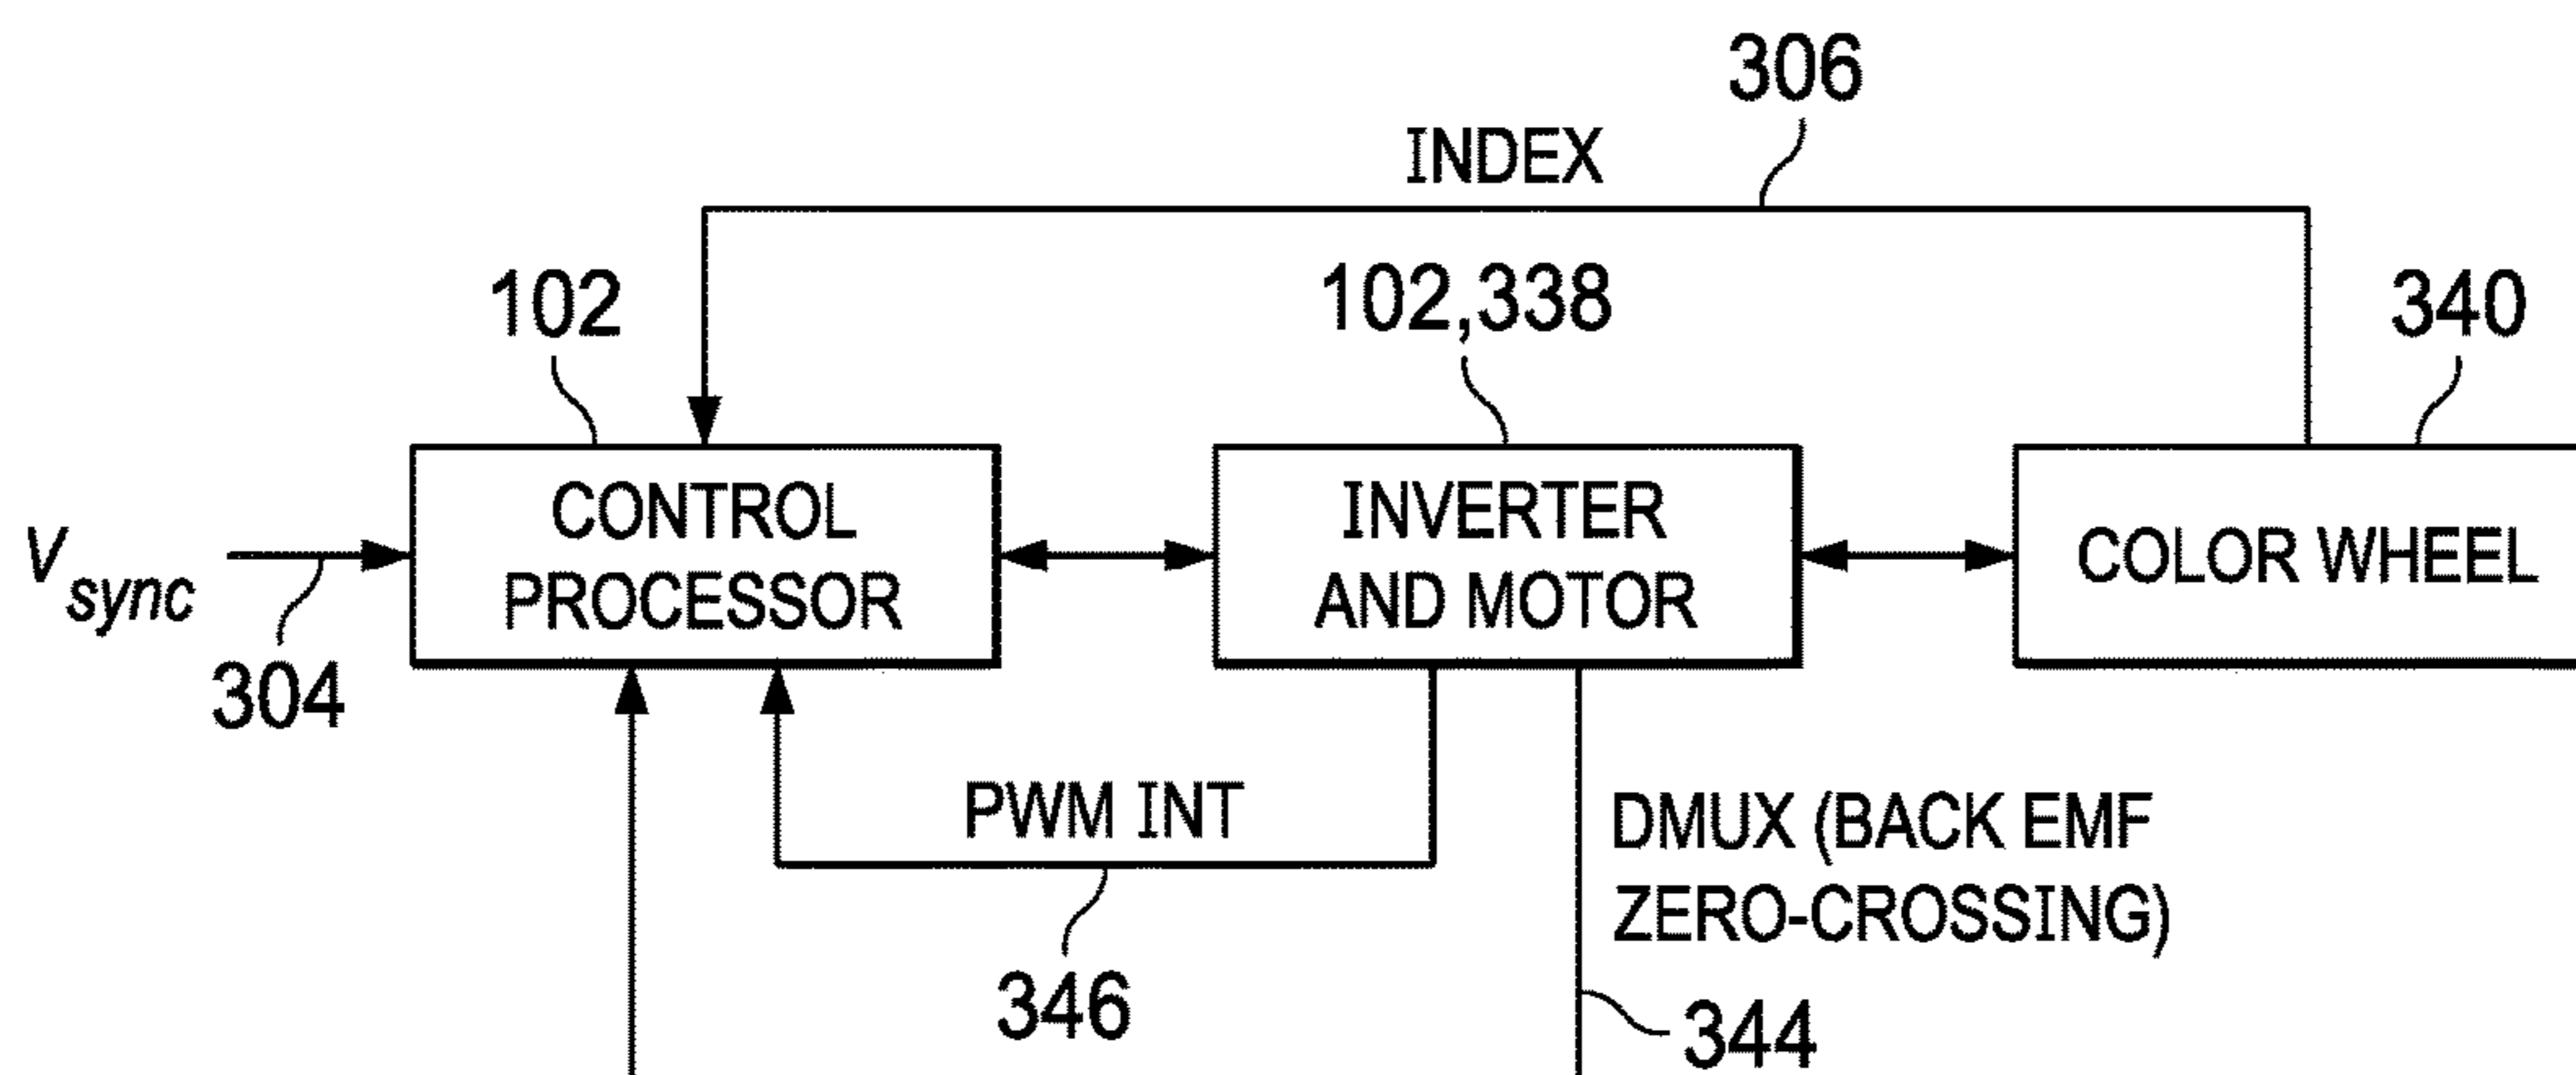 306
INDEX
102
102,338
340
CONTROL
PROCESSOR
INVERTER
AND MOTOR
COLOR WHEEL
Vsync
304
PWM INT
346
DMUX (BACK EMF
ZERO-CROSSING)
344